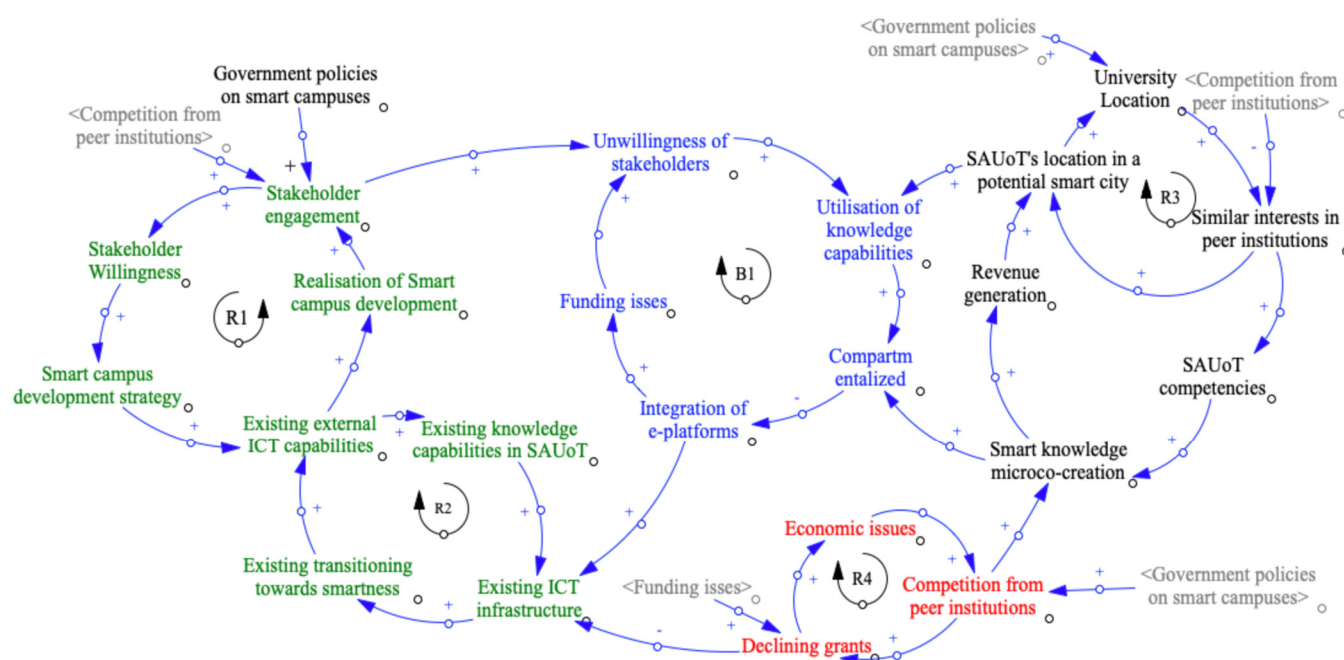 <Government policies
on smart campuses>
Government policies
on smart campuses
<Competition from
peer institutions>
University
Location
<Competition from
peer institutions>
Unwillingness of
stakeholders
SAUoT's location in a
potential smart city
R3
Stakeholder
engagement
Utilisation of
knowledge
capabilities
Similar interests in
peer institutions
Stakeholder
Willingness
Realisation of Smart
campus development
Funding isses
B1
Revenue
generation
R1
Smart campus
development strategy
Compartm
entalized
SAUoT
competencies
Existing external
ICT capabilities
Existing knowledge
capabilities in SAUoT
Integration of
e-platforms
Smart knowledge
microco-creation
R2
Economic issues
Existing transitioning
towards smartness
Existing ICT
infrastructure
<Funding isses>
R4
Competition from
peer institutions
<Government policies
on smart campuses>
Declining grants